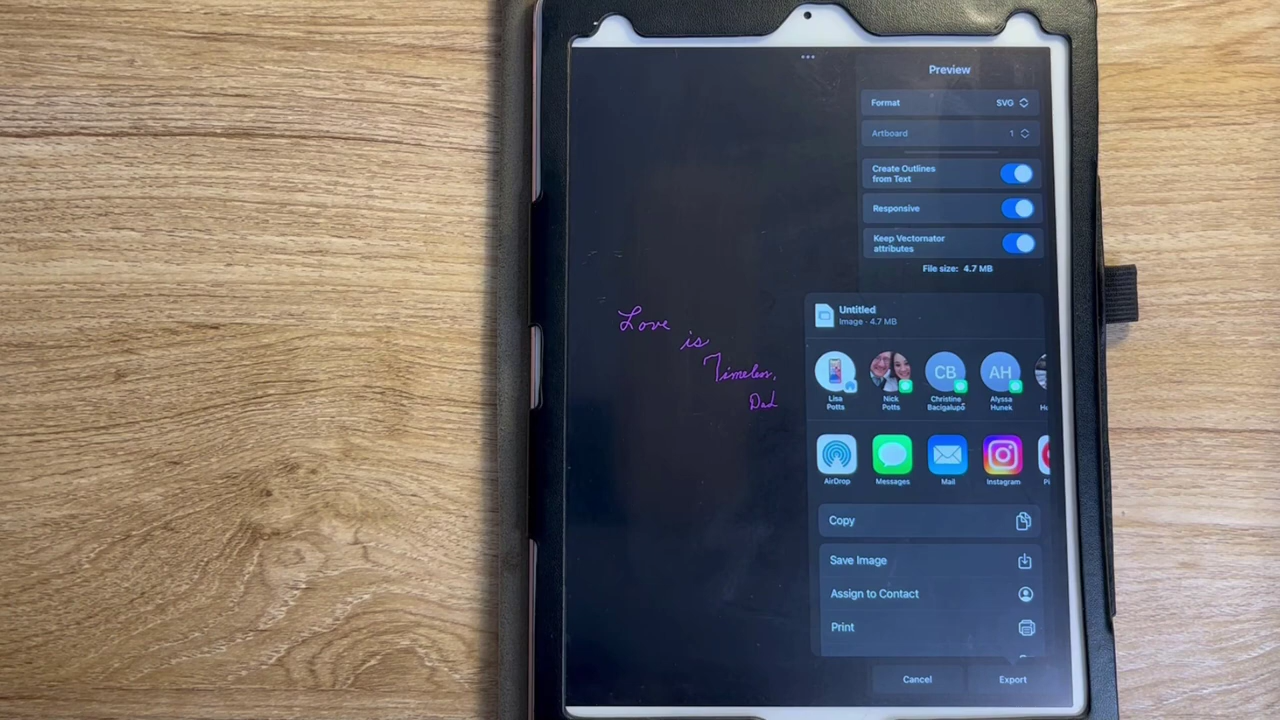 Preview
Format SVG
Artboard 1
Create Outlines
from Text
Responsive
Keep Vectornator
attributes
File size: 4.7 MB
Untitled
Image · 4.7 MB
Love is
Timeless,
Dad
Lisa
Potts
Nick
Potts
CB
Christine
Bacigalupo
AH
Alyssa
Hunek
AirDrop
Messages
Mail
Instagram
Copy
Save Image
Assign to Contact
Print
Cancel
Export